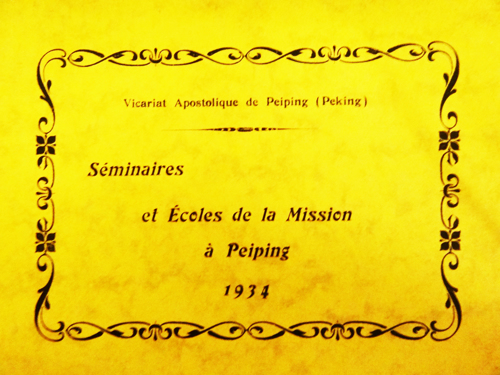 Vicariat Apostolique de Peiping (Peking)
Séminaires
et Écoles de la Mission
à Peiping
1934